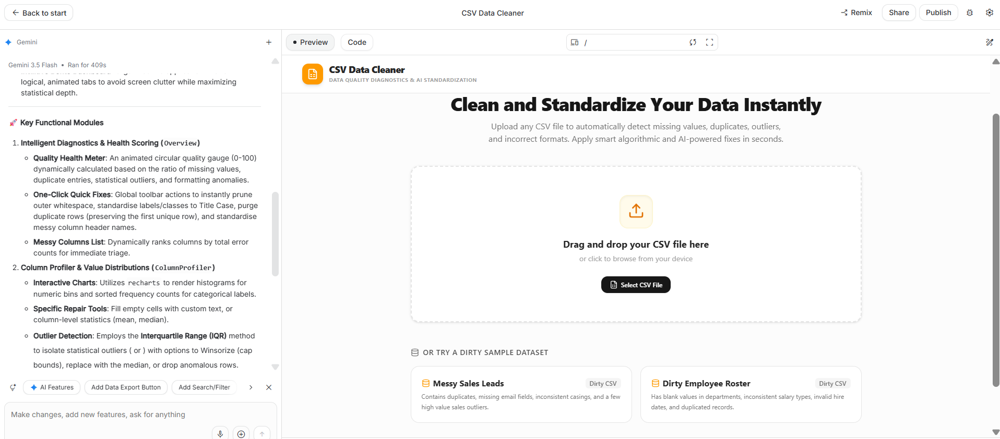 Back to start
CSV Data Cleaner
Remix
Share
Publish
Gemini
Gemini 3.5 Flash • Ran for 409s
logical, animated tabs to avoid screen clutter while maximizing
statistical depth.
🚀 Key Functional Modules
1. Intelligent Diagnostics & Health Scoring (Overview)
Quality Health Meter: An animated circular quality gauge (0-100)
dynamically calculated based on the ratio of missing values,
duplicate entries, statistical outliers, and formatting anomalies.
One-Click Quick Fixes: Global toolbar actions to instantly prune
outer whitespace, standardise labels/classes to Title Case, purge
duplicate rows (preserving the first unique row), and standardise
messy column header names.
Messy Columns List: Dynamically ranks columns by total error
counts for immediate triage.
2. Column Profiler & Value Distributions (ColumnProfiler)
Interactive Charts: Utilizes recharts to render histograms for
numeric bins and sorted frequency counts for categorical labels.
Specific Repair Tools: Fill empty cells with custom text, or
column-level statistics (mean, median).
Outlier Detection: Employs the Interquartile Range (IQR) method
to isolate statistical outliers ( or ) with options to Winsorize (cap
bounds), replace with the median, or drop anomalous rows.
AI Features
Add Data Export Button
Add Search/Filter
Make changes, add new features, ask for anything
Preview
Code
/
CSV Data Cleaner
DATA QUALITY DIAGNOSTICS & AI STANDARDIZATION
Clean and Standardize Your Data Instantly
Upload any CSV file to automatically detect missing values, duplicates, outliers,
and incorrect formats. Apply smart algorithmic and AI-powered fixes in seconds.
Drag and drop your CSV file here
or click to browse from your device
Select CSV File
OR TRY A DIRTY SAMPLE DATASET
Messy Sales Leads
Dirty CSV
Contains duplicates, missing email fields, inconsistent casings, and a few
high value sales outliers.
Dirty Employee Roster
Dirty CSV
Has blank values in departments, inconsistent salary types, invalid hire
dates, and duplicated records.